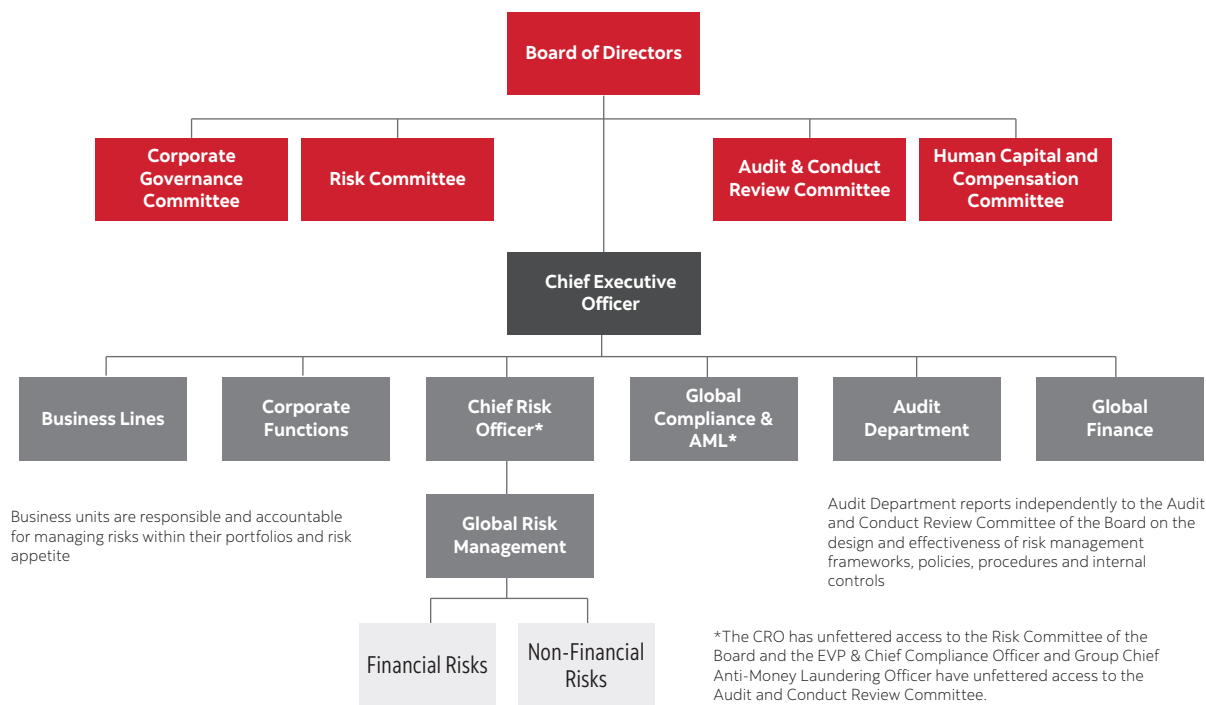 Board of Directors
Corporate
Governance
Committee
Risk Committee
Audit & Conduct
Review Committee
Human Capital and
Compensation
Committee
Chief Executive
Officer
Business Lines
Corporate
Functions
Chief Risk
Officer*
Global
Compliance &
AML*
Audit
Department
Global
Finance
Business units are responsible and accountable
for managing risks within their portfolios and risk
appetite
Global Risk
Management
Audit Department reports independently to the Audit
and Conduct Review Committee of the Board on the
design and effectiveness of risk management
frameworks, policies, procedures and internal
controls
Financial Risks
Non-Financial
Risks
*The CRO has unfettered access to the Risk Committee of the
Board and the EVP & Chief Compliance Officer and Group Chief
Anti-Money Laundering Officer have unfettered access to the
Audit and Conduct Review Committee.